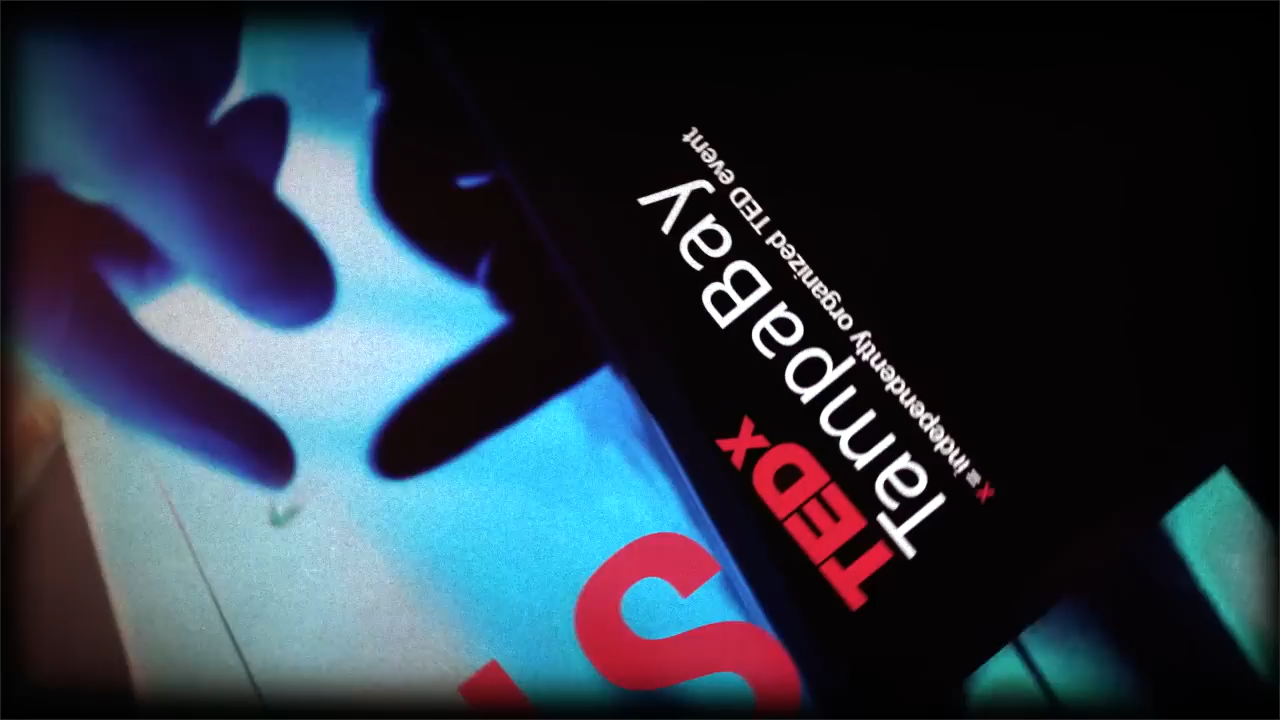 TEDx
TampaBay
x = independently organized TED event
S